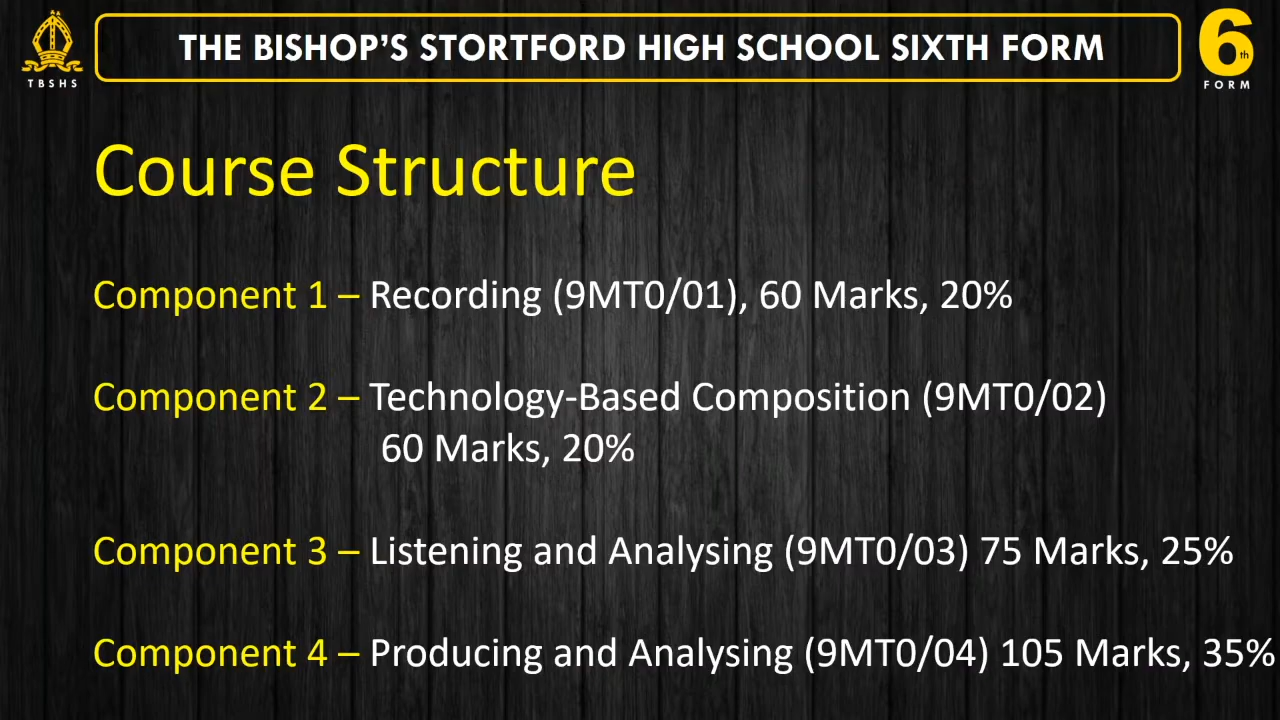 THE BISHOP'S STORTFORD HIGH SCHOOL SIXTH FORM
TBSHS
6th
FORM
Course Structure
Component 1 – Recording (9MT0/01), 60 Marks, 20%
Component 2 – Technology-Based Composition (9MT0/02)
60 Marks, 20%
Component 3 – Listening and Analysing (9MT0/03) 75 Marks, 25%
Component 4 – Producing and Analysing (9MT0/04) 105 Marks, 35%